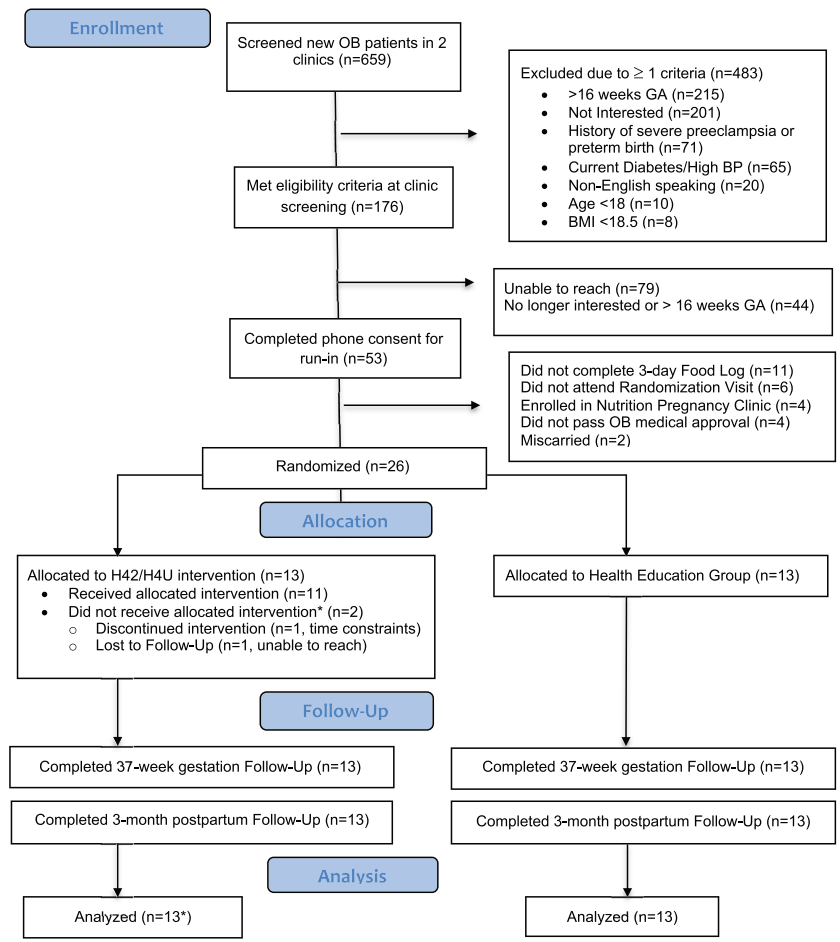 Enrollment
Screened new OB patients in 2
clinics (n=659)
Excluded due to ≥ 1 criteria (n=483)
• >16 weeks GA (n=215)
• Not Interested (n=201)
• History of severe preeclampsia or
preterm birth (n=71)
• Current Diabetes/High BP (n=65)
• Non-English speaking (n=20)
• Age <18 (n=10)
• BMI <18.5 (n=8)
Met eligibility criteria at clinic
screening (n=176)
Unable to reach (n=79)
No longer interested or > 16 weeks GA (n=44)
Completed phone consent for
run-in (n=53)
Did not complete 3-day Food Log (n=11)
Did not attend Randomization Visit (n=6)
Enrolled in Nutrition Pregnancy Clinic (n=4)
Did not pass OB medical approval (n=4)
Miscarried (n=2)
Randomized (n=26)
Allocation
Allocated to H42/H4U intervention (n=13)
• Received allocated intervention (n=11)
• Did not receive allocated intervention* (n=2)
o Discontinued intervention (n=1, time constraints)
o Lost to Follow-Up (n=1, unable to reach)
Allocated to Health Education Group (n=13)
Follow-Up
Completed 37-week gestation Follow-Up (n=13)
Completed 37-week gestation Follow-Up (n=13)
Completed 3-month postpartum Follow-Up (n=13)
Completed 3-month postpartum Follow-Up (n=13)
Analysis
Analyzed (n=13*)
Analyzed (n=13)